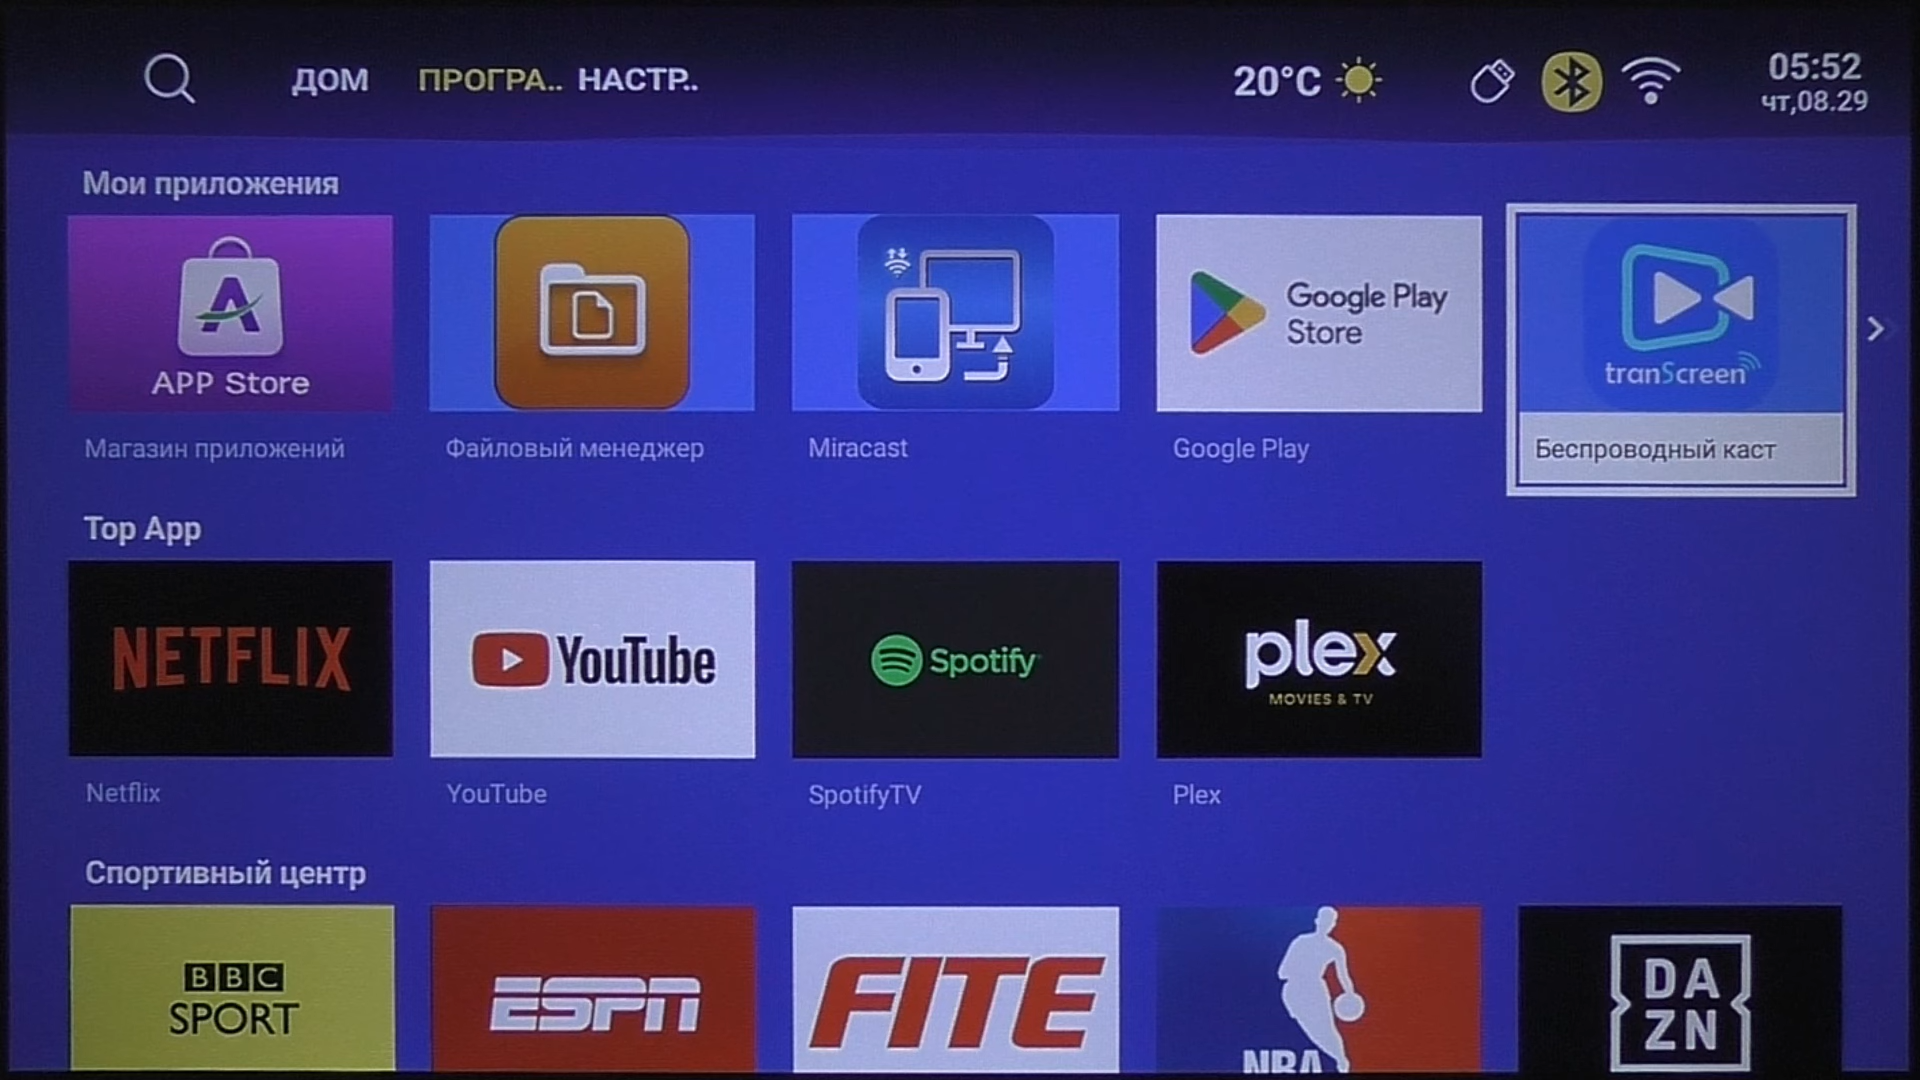 ДОМ ПРОГРА.. НАСТР.. 20°C 05:52
чт,08.29
Мои приложения
APP Store
Google Play
Store
tranScreen
Магазин приложений
Файловый менеджер
Miracast
Google Play
Беспроводный каст
Top App
NETFLIX
YouTube
Spotify
plex
MOVIES & TV
Netflix
YouTube
SpotifyTV
Plex
Спортивный центр
BBC
SPORT
ESPN
FITE
NBA
DA
ZN